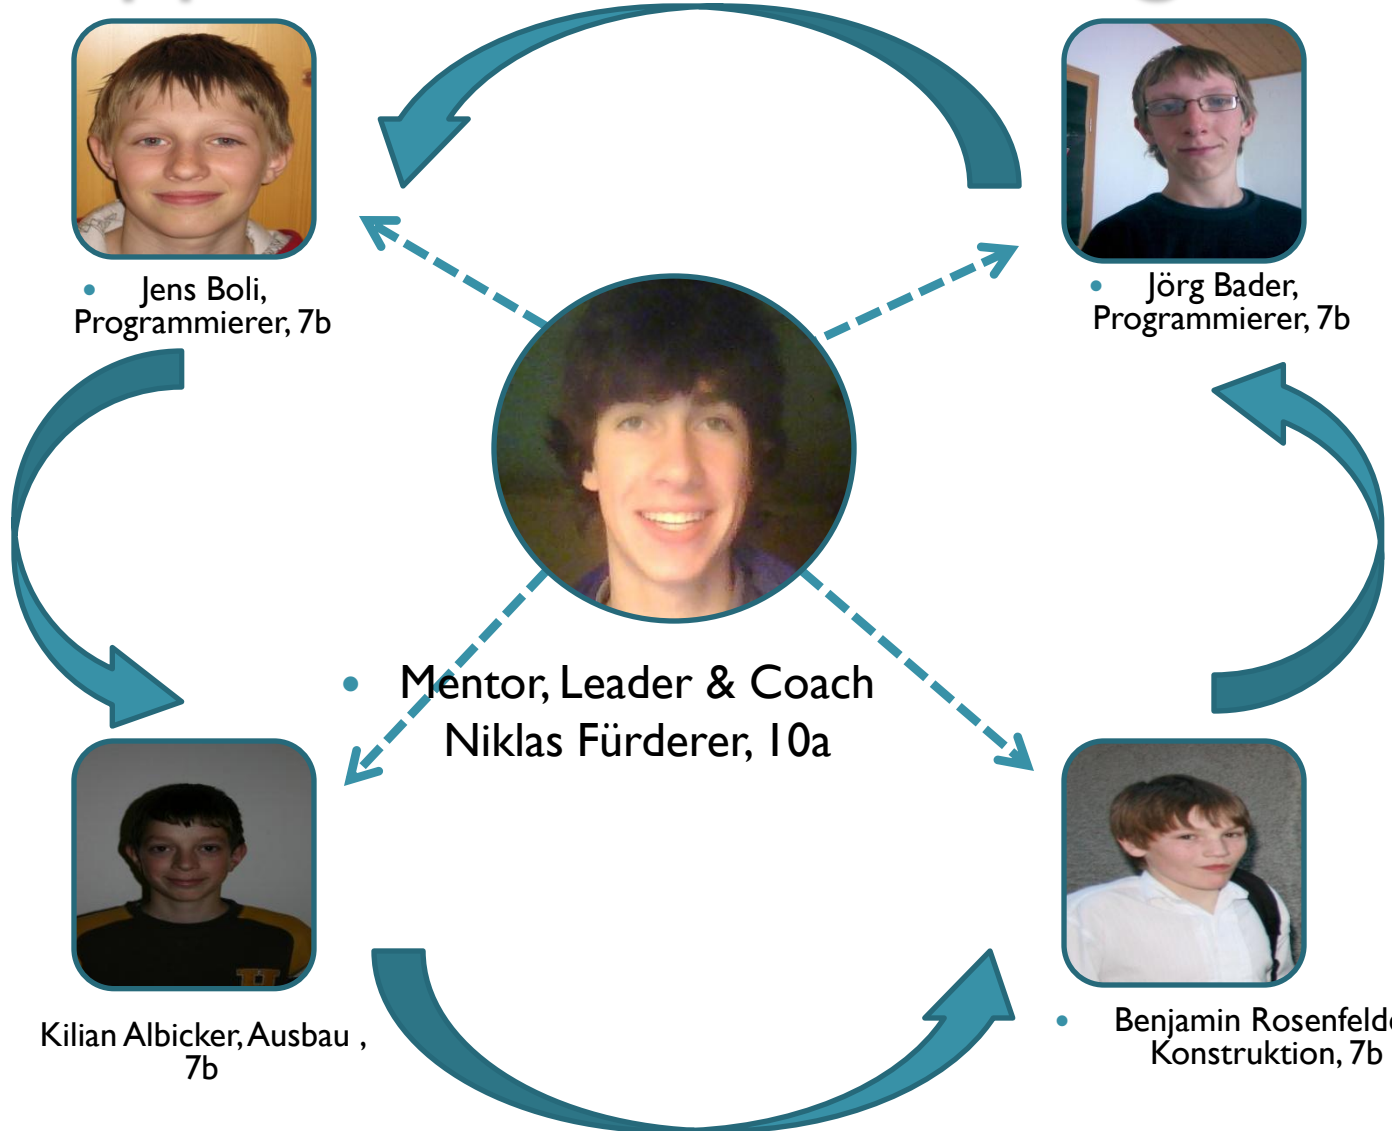 Jens Boli,
Programmierer, 7b
Jörg Bader,
Programmierer, 7b
Mentor, Leader & Coach
Niklas Fürderer, 10a
Kilian Albicker, Ausbau ,
7b
Benjamin
Konstruktion, 7b